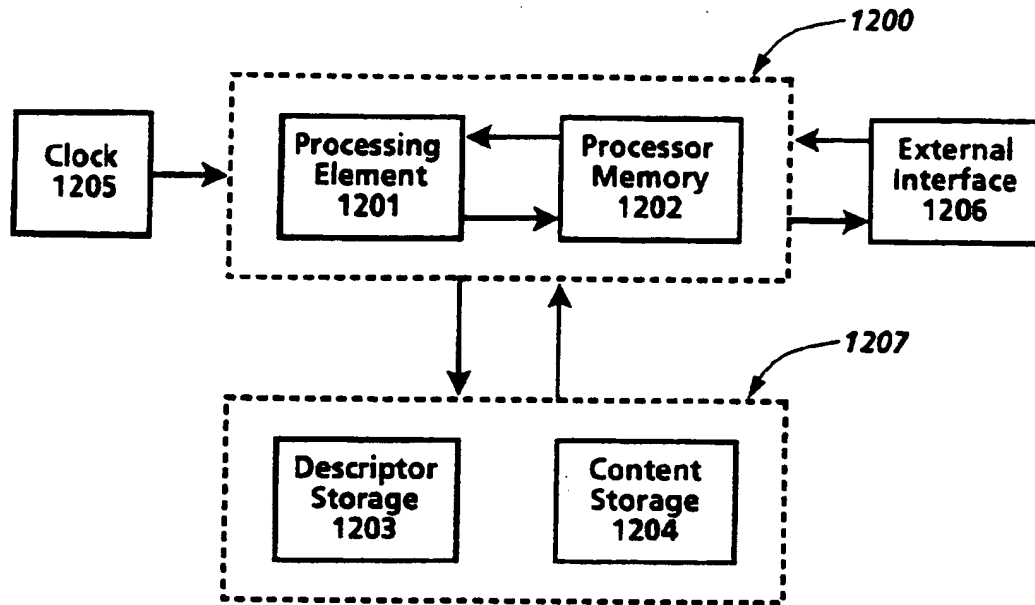 1200
Clock
1205
Processing
Element
1201
Processor
Memory
1202
External
Interface
1206
1207
Descriptor
Storage
1203
Content
Storage
1204